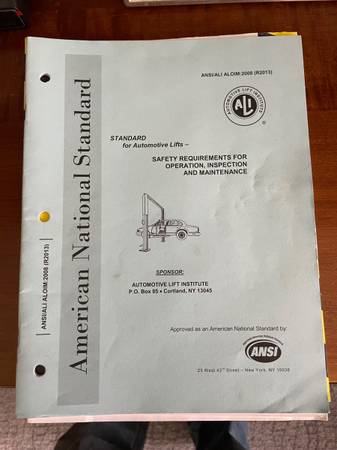 ANSI/ALI ALOIM:2008 (R2013)
AUTOMOTIVE LIFT INSTITUTE
ALI
®
STANDARD
for Automotive Lifts –
SAFETY REQUIREMENTS FOR
OPERATION, INSPECTION
AND MAINTENANCE
SPONSOR:
AUTOMOTIVE LIFT INSTITUTE
P.O. Box 85 • Cortland, NY 13045
Approved as an American National Standard by:
ANSI
25 West 43rd Street – New York, NY 10036
American National Standard
ANSI/ALI ALOIM:2008 (R2013)